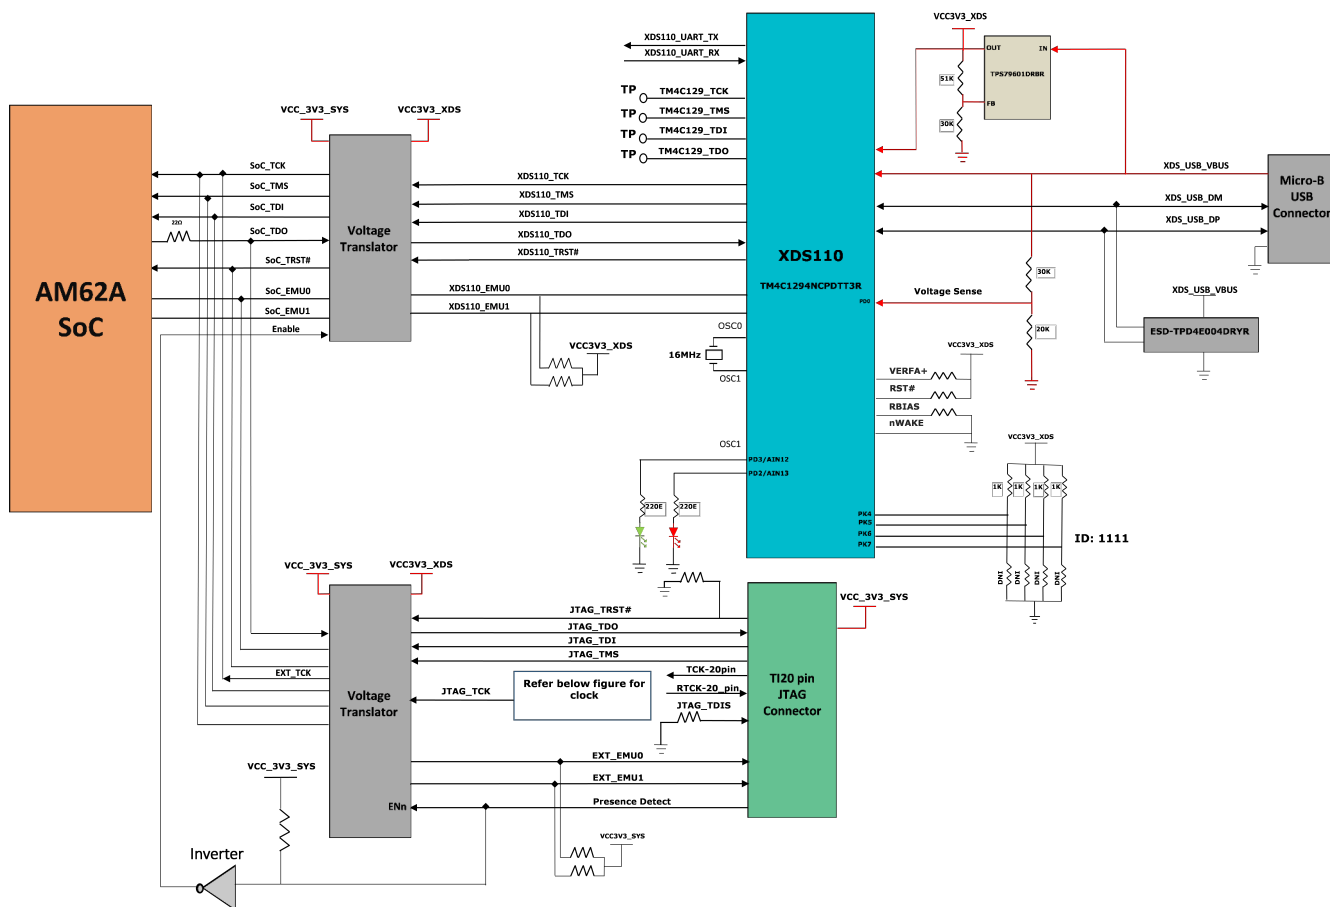 VCC3V3_XDS
XDS110_UART_TX
XDS110_UART_RX
OUT
IN
TPS79601DRBR
FB
51K
30K
TP
TM4C129_TCK
TP
TM4C129_TMS
TP
TM4C129_TDI
TP
TM4C129_TDO
VCC_3V3_SYS
VCC3V3_XDS
AM62A
SoC
SoC_TCK
SoC_TMS
SoC_TDI
22Ω
SoC_TDO
SoC_TRST#
SoC_EMU0
SoC_EMU1
Enable
Voltage
Translator
XDS110_TCK
XDS110_TMS
XDS110_TDI
XDS110_TDO
XDS110_TRST#
XDS110_EMU0
XDS110_EMU1
VCC3V3_XDS
OSC0
16MHz
OSC1
OSC1
XDS110
TM4C1294NCPDTT3R
PD0
PD3/AIN12
PD2/AIN13
PK4
PK5
PK6
PK7
XDS_USB_VBUS
XDS_USB_DM
XDS_USB_DP
Micro-B
USB
Connector
30K
Voltage Sense
20K
XDS_USB_VBUS
ESD-TPD4E004DRYR
VCC3V3_XDS
VERFA+
RST#
RBIAS
nWAKE
220E
220E
VCC3V3_XDS
1K
1K
1K
1K
ID: 1111
DNI
DNI
DNI
DNI
VCC_3V3_SYS
VCC3V3_XDS
VCC_3V3_SYS
Voltage
Translator
EXT_TCK
ENn
JTAG_TRST#
JTAG_TDO
JTAG_TDI
JTAG_TMS
JTAG_TCK
Refer below figure for
clock
TCK-20pin
RTCK-20_pin
JTAG_TDIS
TI20 pin
JTAG
Connector
EXT_EMU0
EXT_EMU1
Presence Detect
VCC3V3_SYS
VCC_3V3_SYS
Inverter